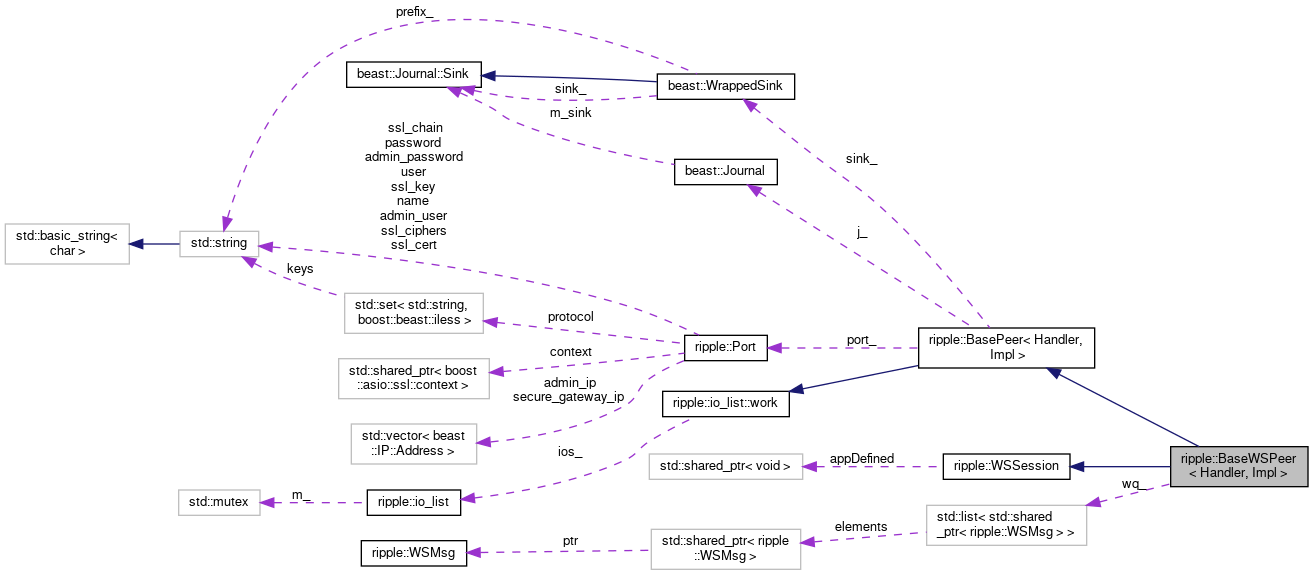 prefix_
beast::Journal::Sink
beast::WrappedSink
sink_
m_sink
ssl_chain
password
admin_password
user
ssl_key
name
admin_user
ssl_ciphers
ssl_cert
beast::Journal
sink_
j_
std::basic_string<
char >
std::string
keys
std::set< std::string,
boost::beast::iless >
protocol
ripple::Port
port_
ripple::BasePeer< Handler,
Impl >
context
std::shared_ptr< boost
::asio::ssl::context >
admin_ip
secure_gateway_ip
ripple::io_list::work
std::vector< beast
::IP::Address >
ios_
std::shared_ptr< void >
appDefined
ripple::WSSession
ripple::BaseWSPeer
< Handler, Impl >
wq_
std::mutex
m_
ripple::io_list
std::list< std::shared
_ptr< ripple::WSMsg > >
elements
std::shared_ptr< ripple
::WSMsg >
ptr
ripple::WSMsg